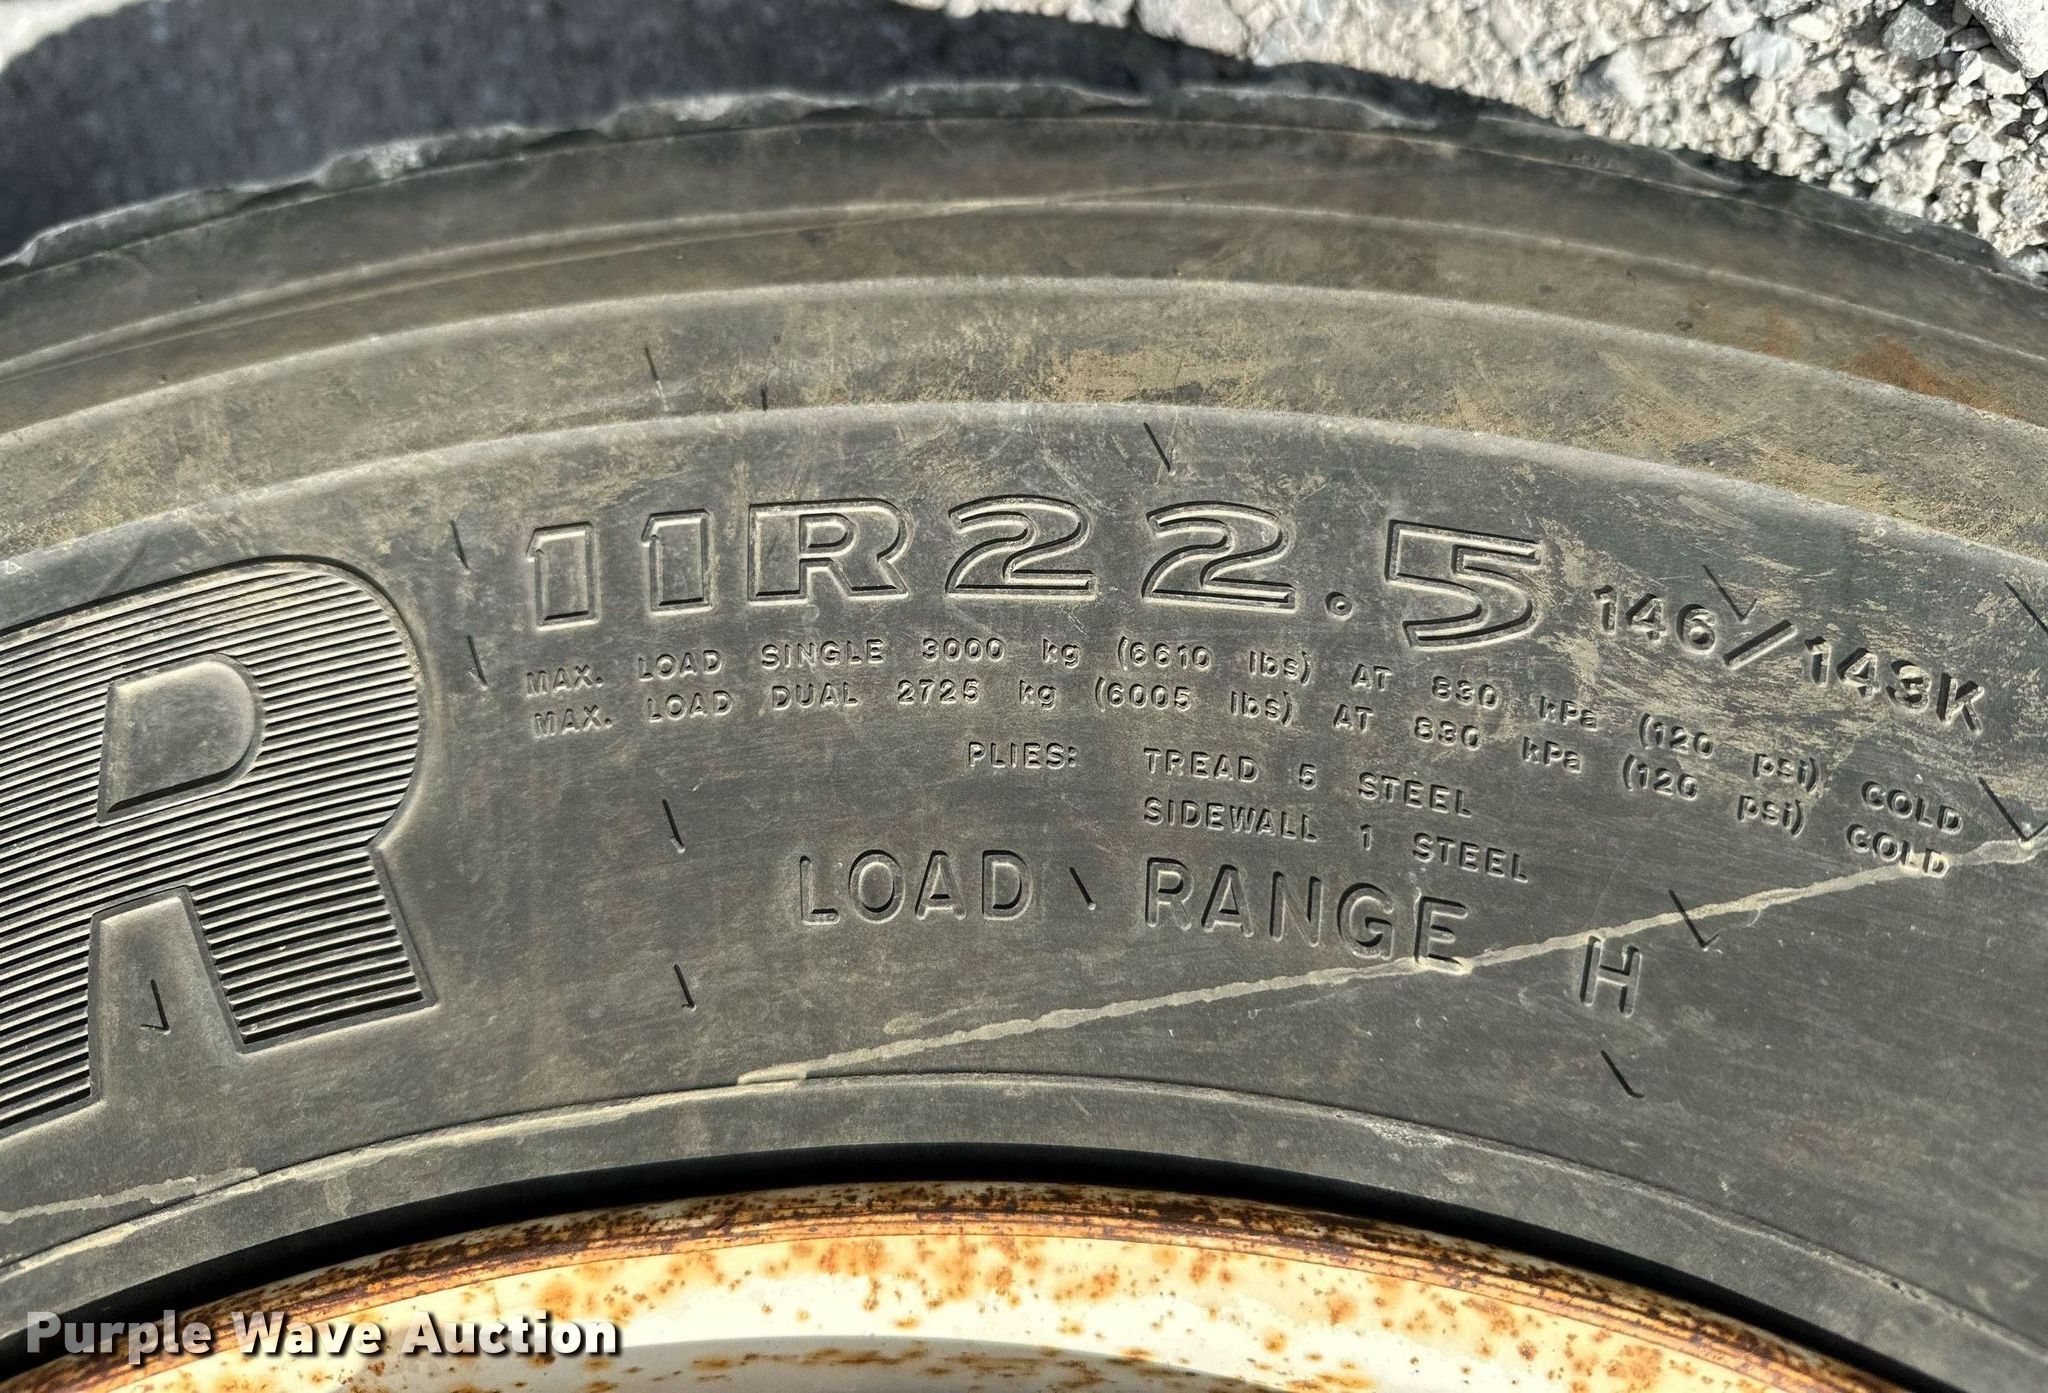 R
11R22.5 146/143K
MAX. LOAD SINGLE 3000 kg (6610 lbs) AT 830 kPa (120 psi) COLD
MAX. LOAD DUAL 2725 kg (6005 lbs) AT 830 kPa (120 psi) COLD
PLIES: TREAD 5 STEEL
SIDEWALL 1 STEEL
LOAD RANGE H
Purple Wave Auction